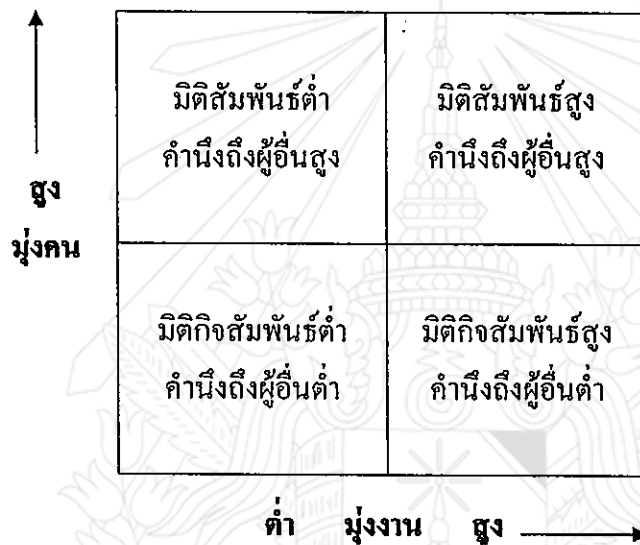 มิติสัมพันธ์ต่ำ
คำนึงถึงผู้อื่นสูง
มิติสัมพันธ์สูง
คำนึงถึงผู้อื่นสูง
สูง
มุ่งคน
มิติกิจสัมพันธ์ต่ำ
คำนึงถึงผู้อื่นต่ำ
มิติกิจสัมพันธ์สูง
คำนึงถึงผู้อื่นต่ำ
ต่ำ มุ่งงาน สูง